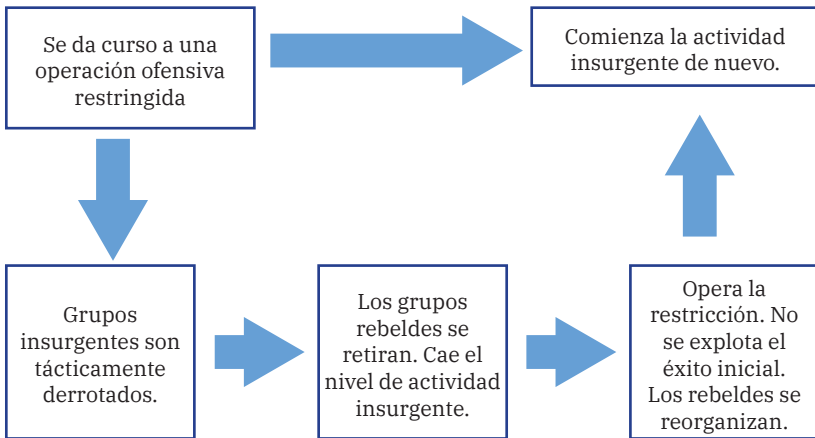 Se da curso a una
operación ofensiva
restringida
Comienza la actividad
insurgente de nuevo.
Grupos
insurgentes son
tácticamente
derrotados.
Los grupos
rebeldes se
retiran. Cae el
nivel de actividad
insurgente.
Opera la
restricción. No
se explota el
éxito inicial.
Los rebeldes se
reorganizan.